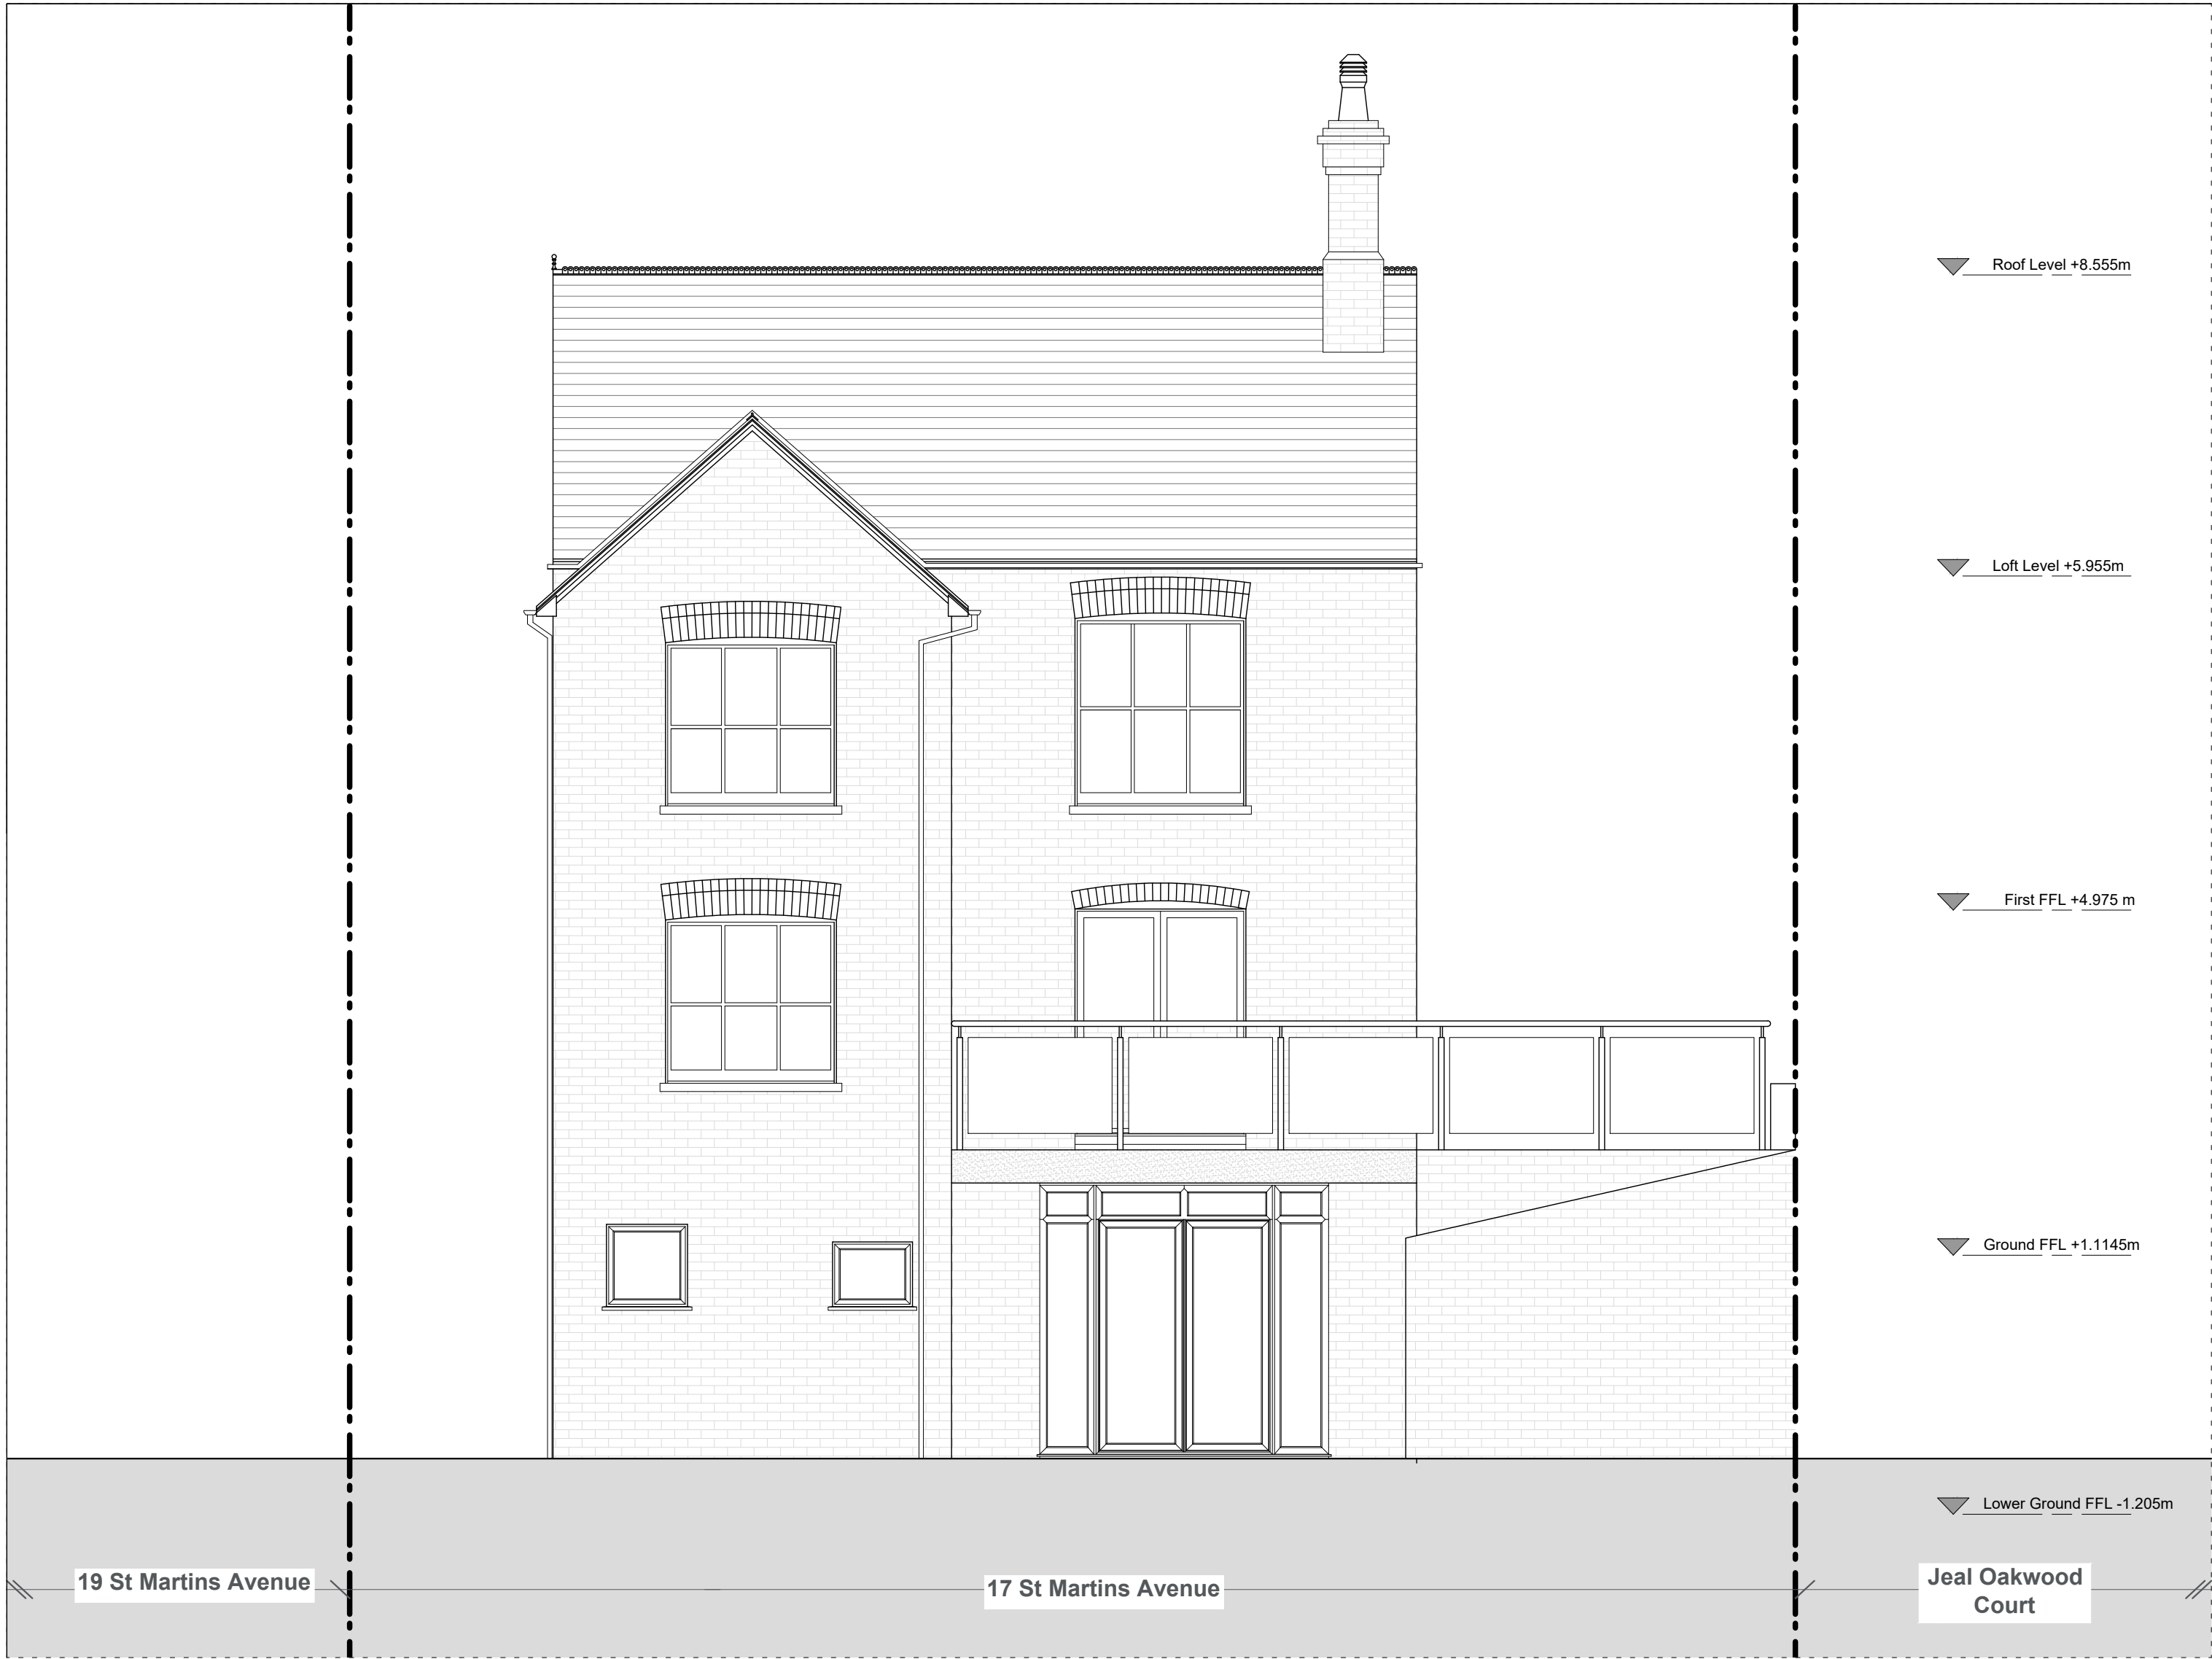 Roof Level +8.555m
Loft Level +5.955m
First FFL +4.975 m
Ground FFL +1.1145m
Lower Ground FFL -1.205m
19 St Martins Avenue
17 St Martins Avenue
Jeal Oakwood
Court